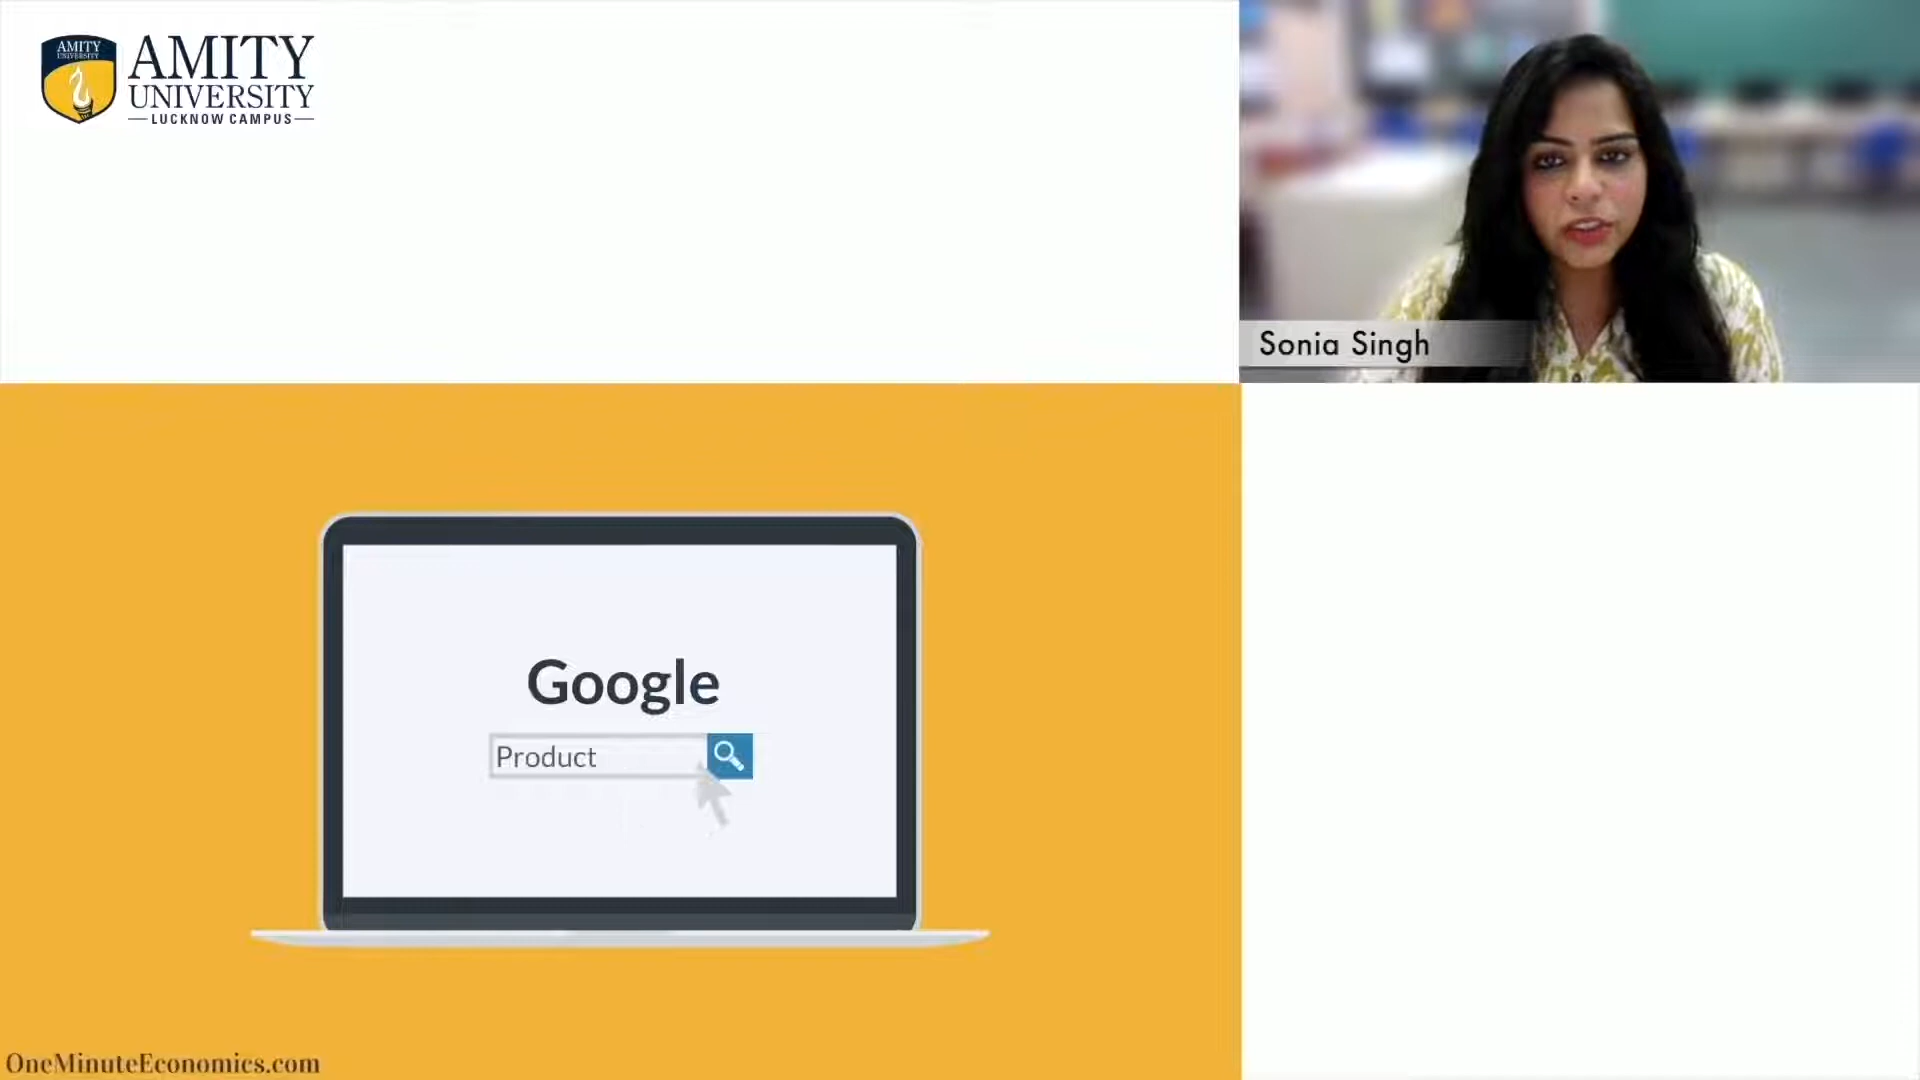 AMITY
UNIVERSITY
AMITY
UNIVERSITY
LUCKNOW CAMPUS
Sonia Singh
Google
Product
OneMinuteEconomics.com